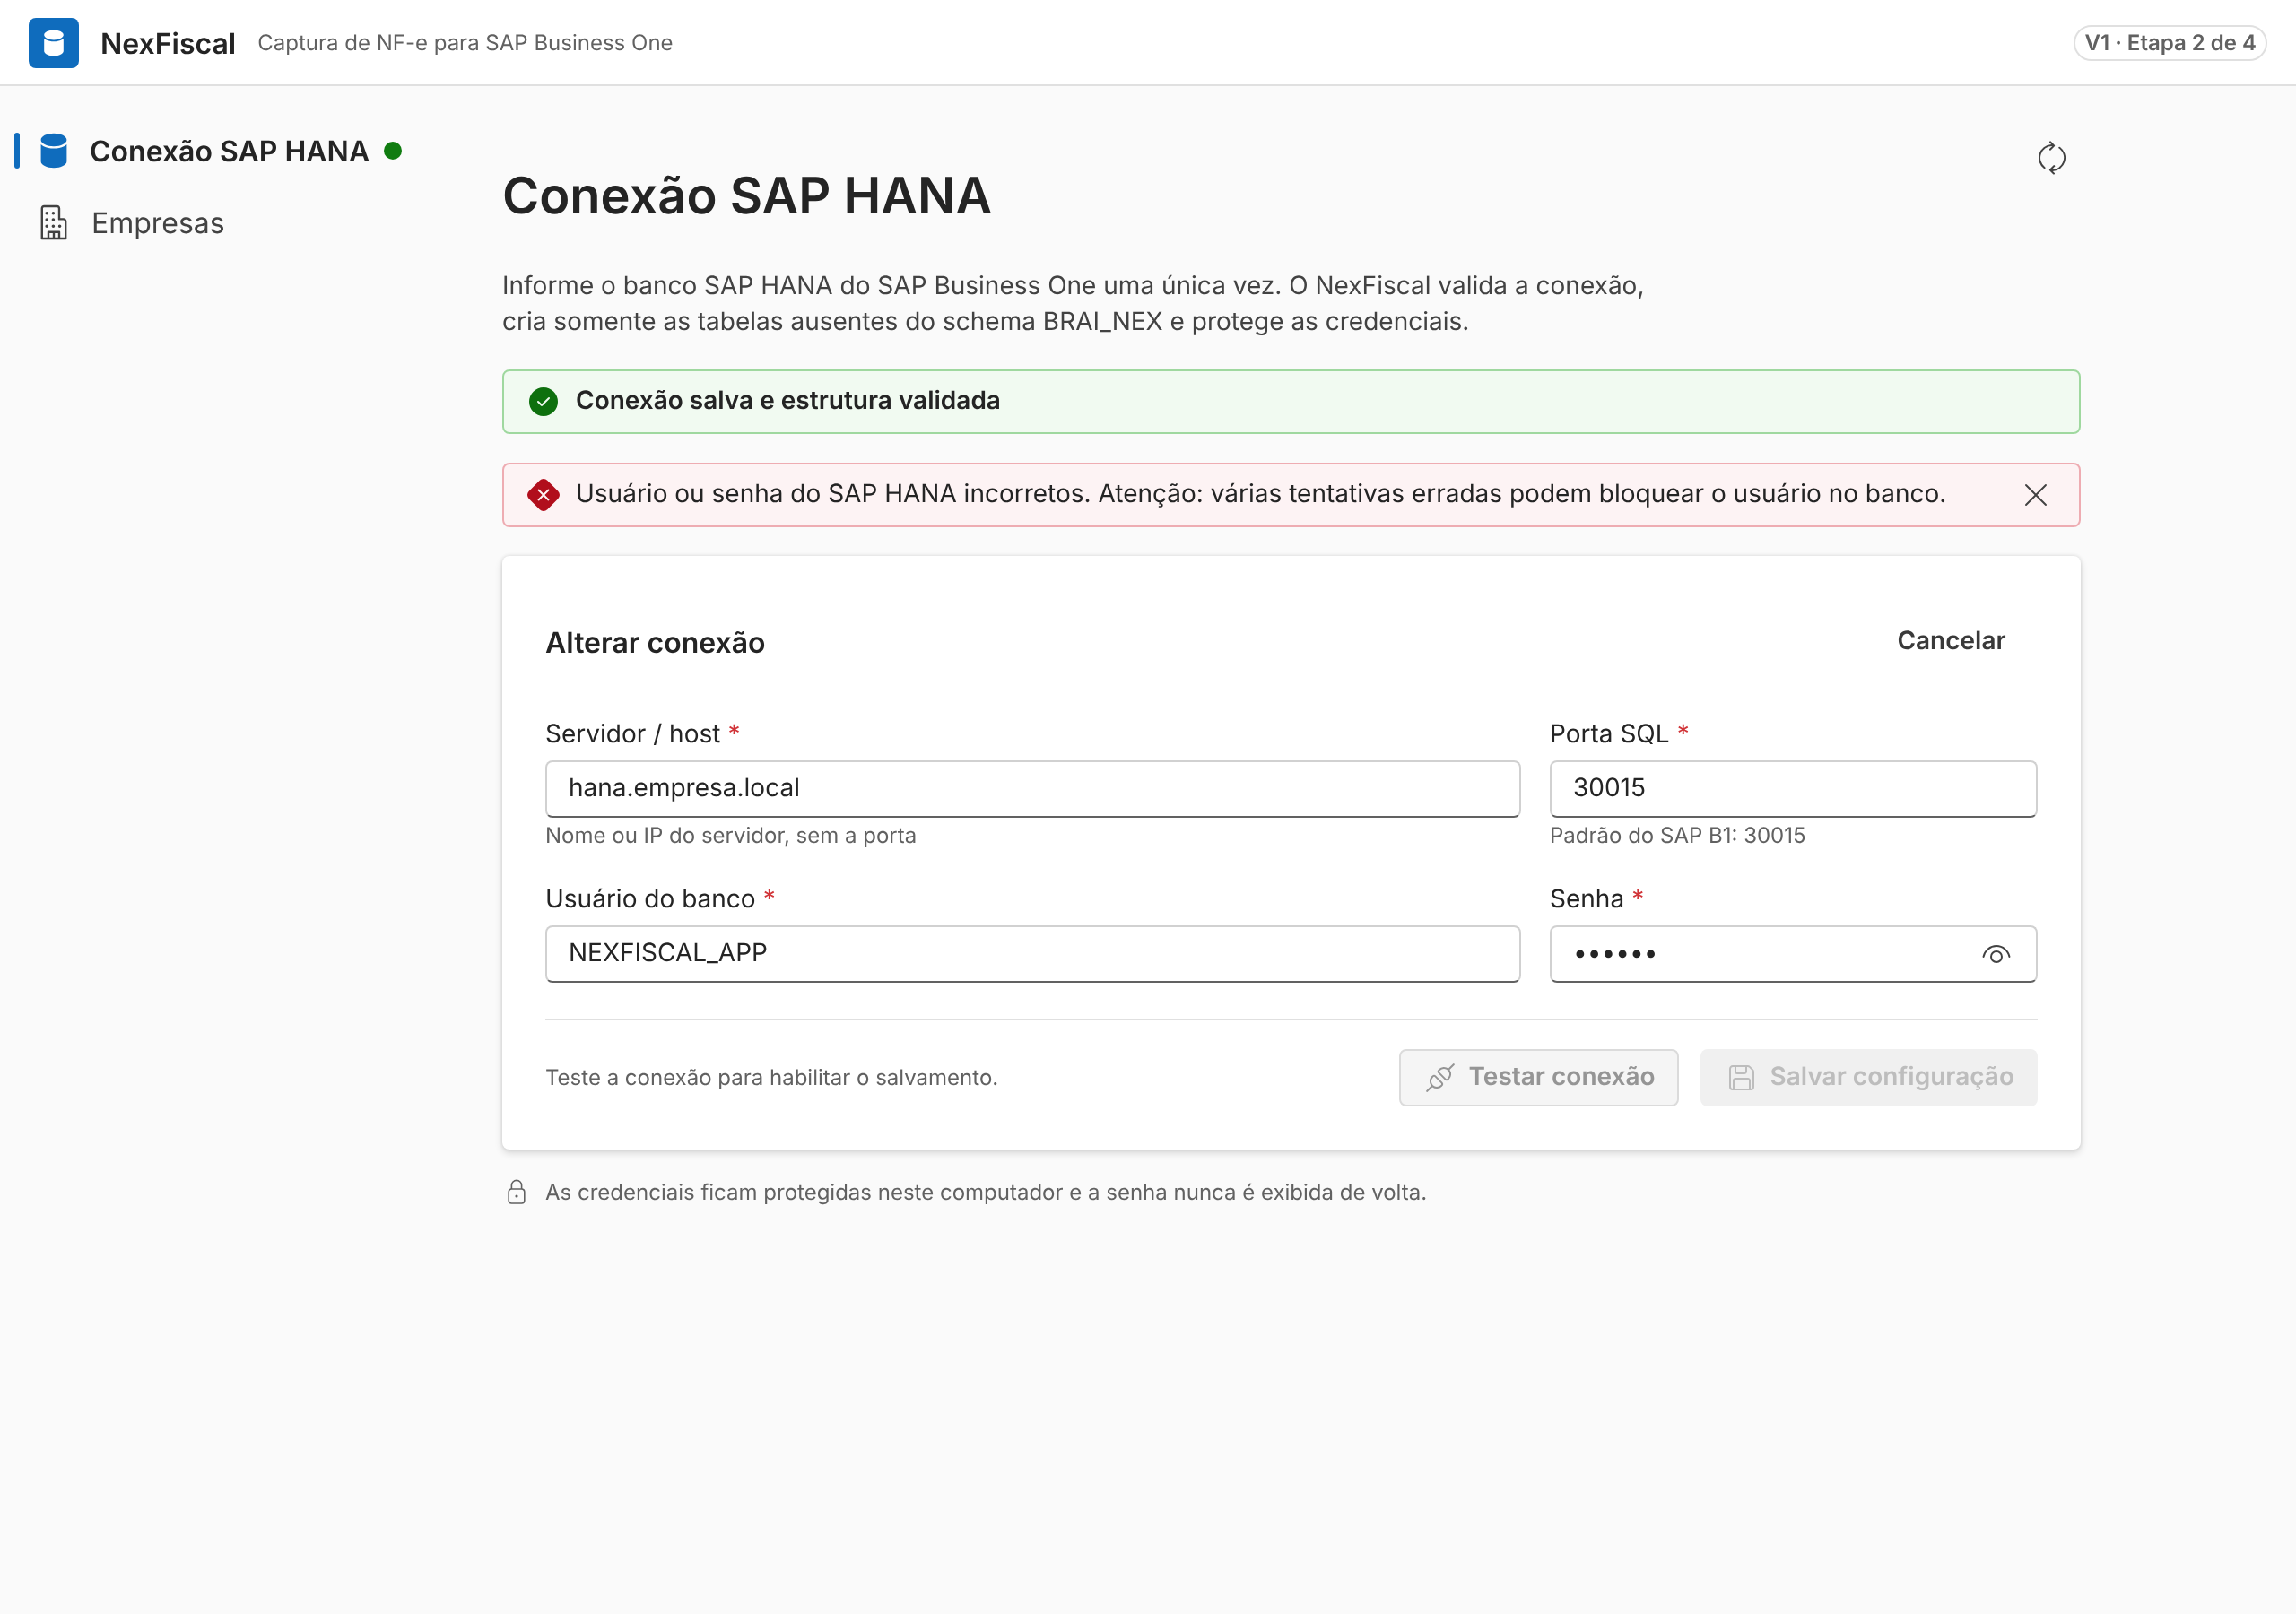 NexFiscal
Captura de NF-e para SAP Business One
V1 · Etapa 2 de 4
Conexão SAP HANA
Empresas
Conexão SAP HANA
Informe o banco SAP HANA do SAP Business One uma única vez. O NexFiscal valida a conexão,
cria somente as tabelas ausentes do schema BRAI_NEX e protege as credenciais.
Conexão salva e estrutura validada
Usuário ou senha do SAP HANA incorretos. Atenção: várias tentativas erradas podem bloquear o usuário no banco.
Alterar conexão
Cancelar
Servidor / host *
Porta SQL *
hana.empresa.local
30015
Nome ou IP do servidor, sem a porta
Padrão do SAP B1: 30015
Usuário do banco *
Senha *
NEXFISCAL_APP
••••••
Teste a conexão para habilitar o salvamento.
Testar conexão
Salvar configuração
As credenciais ficam protegidas neste computador e a senha nunca é exibida de volta.